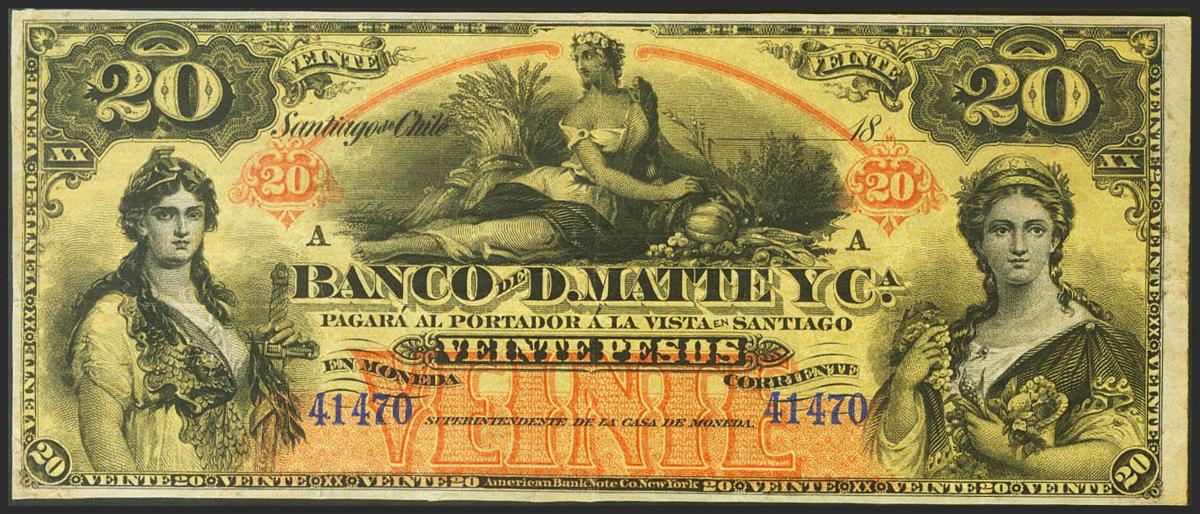 20 VEINTE VEINTE 20
Santiago de Chile 18
XX XX
20 20
A A
BANCO DE D. MATTE Y CA.
PAGARÁ AL PORTADOR Á LA VISTA EN SANTIAGO
VEINTE PESOS
EN MONEDA CORRIENTE
VEINTE
41470 41470
SUPERINTENDENTE DE LA CASA DE MONEDA.
20 20
VEINTE 20 VEINTE XX VEINTE 20 American Bank Note Co. New York 20 VEINTE XX VEINTE 20 VEINTE